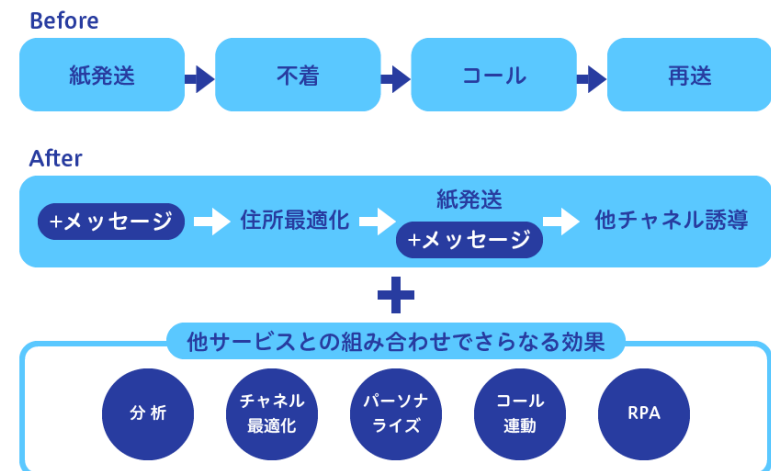 Before
紙発送
不着
コール
再送
After
+メッセージ
住所最適化
紙発送
+メッセージ
他チャネル誘導
+
他サービスとの組み合わせでさらなる効果
分析
チャネル
最適化
パーソナ
ライズ
コール
連動
RPA